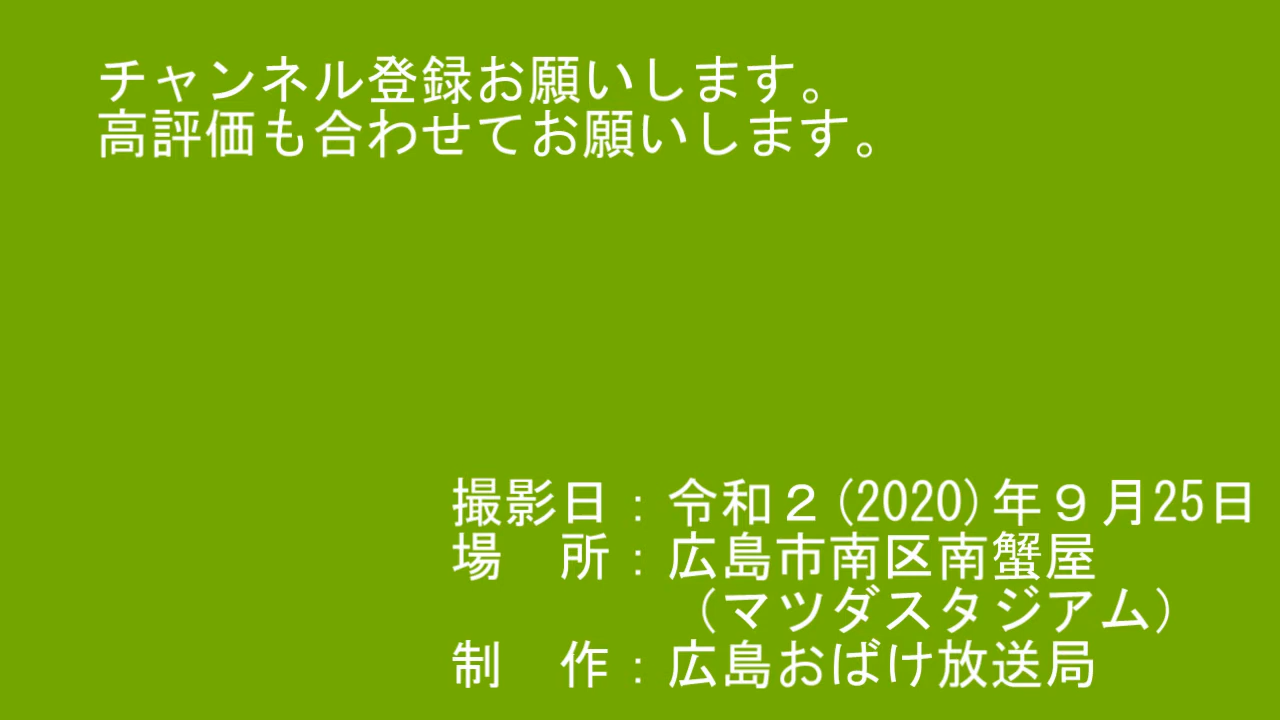 チャンネル登録お願いします。
高評価も合わせてお願いします。
撮影日：令和２(2020)年９月25日
場　所：広島市南区南蟹屋
（マツダスタジアム）
制　作：広島おばけ放送局